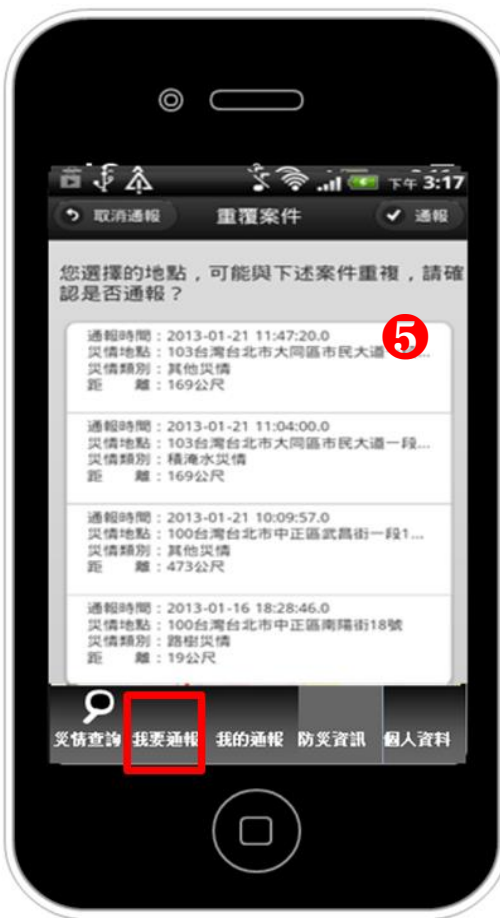 下午 3:17
取消通報 重覆案件 通報
您選擇的地點，可能與下述案件重複，請確
認是否通報？
5
通報時間：2013-01-21 11:47:20.0
災情地點：103台灣台北市大同區市民大道
災情類別：其他災情
距 離：169公尺
通報時間：2013-01-21 11:04:00.0
災情地點：103台灣台北市大同區市民大道一段...
災情類別：積淹水災情
距 離：169公尺
通報時間：2013-01-21 10:09:57.0
災情地點：100台灣台北市中正區武昌街一段1...
災情類別：其他災情
距 離：473公尺
通報時間：2013-01-16 18:28:46.0
災情地點：100台灣台北市中正區南陽街18號
災情類別：路樹災情
距 離：19公尺
災情查詢 我要通報 我的通報 防災資訊 個人資料